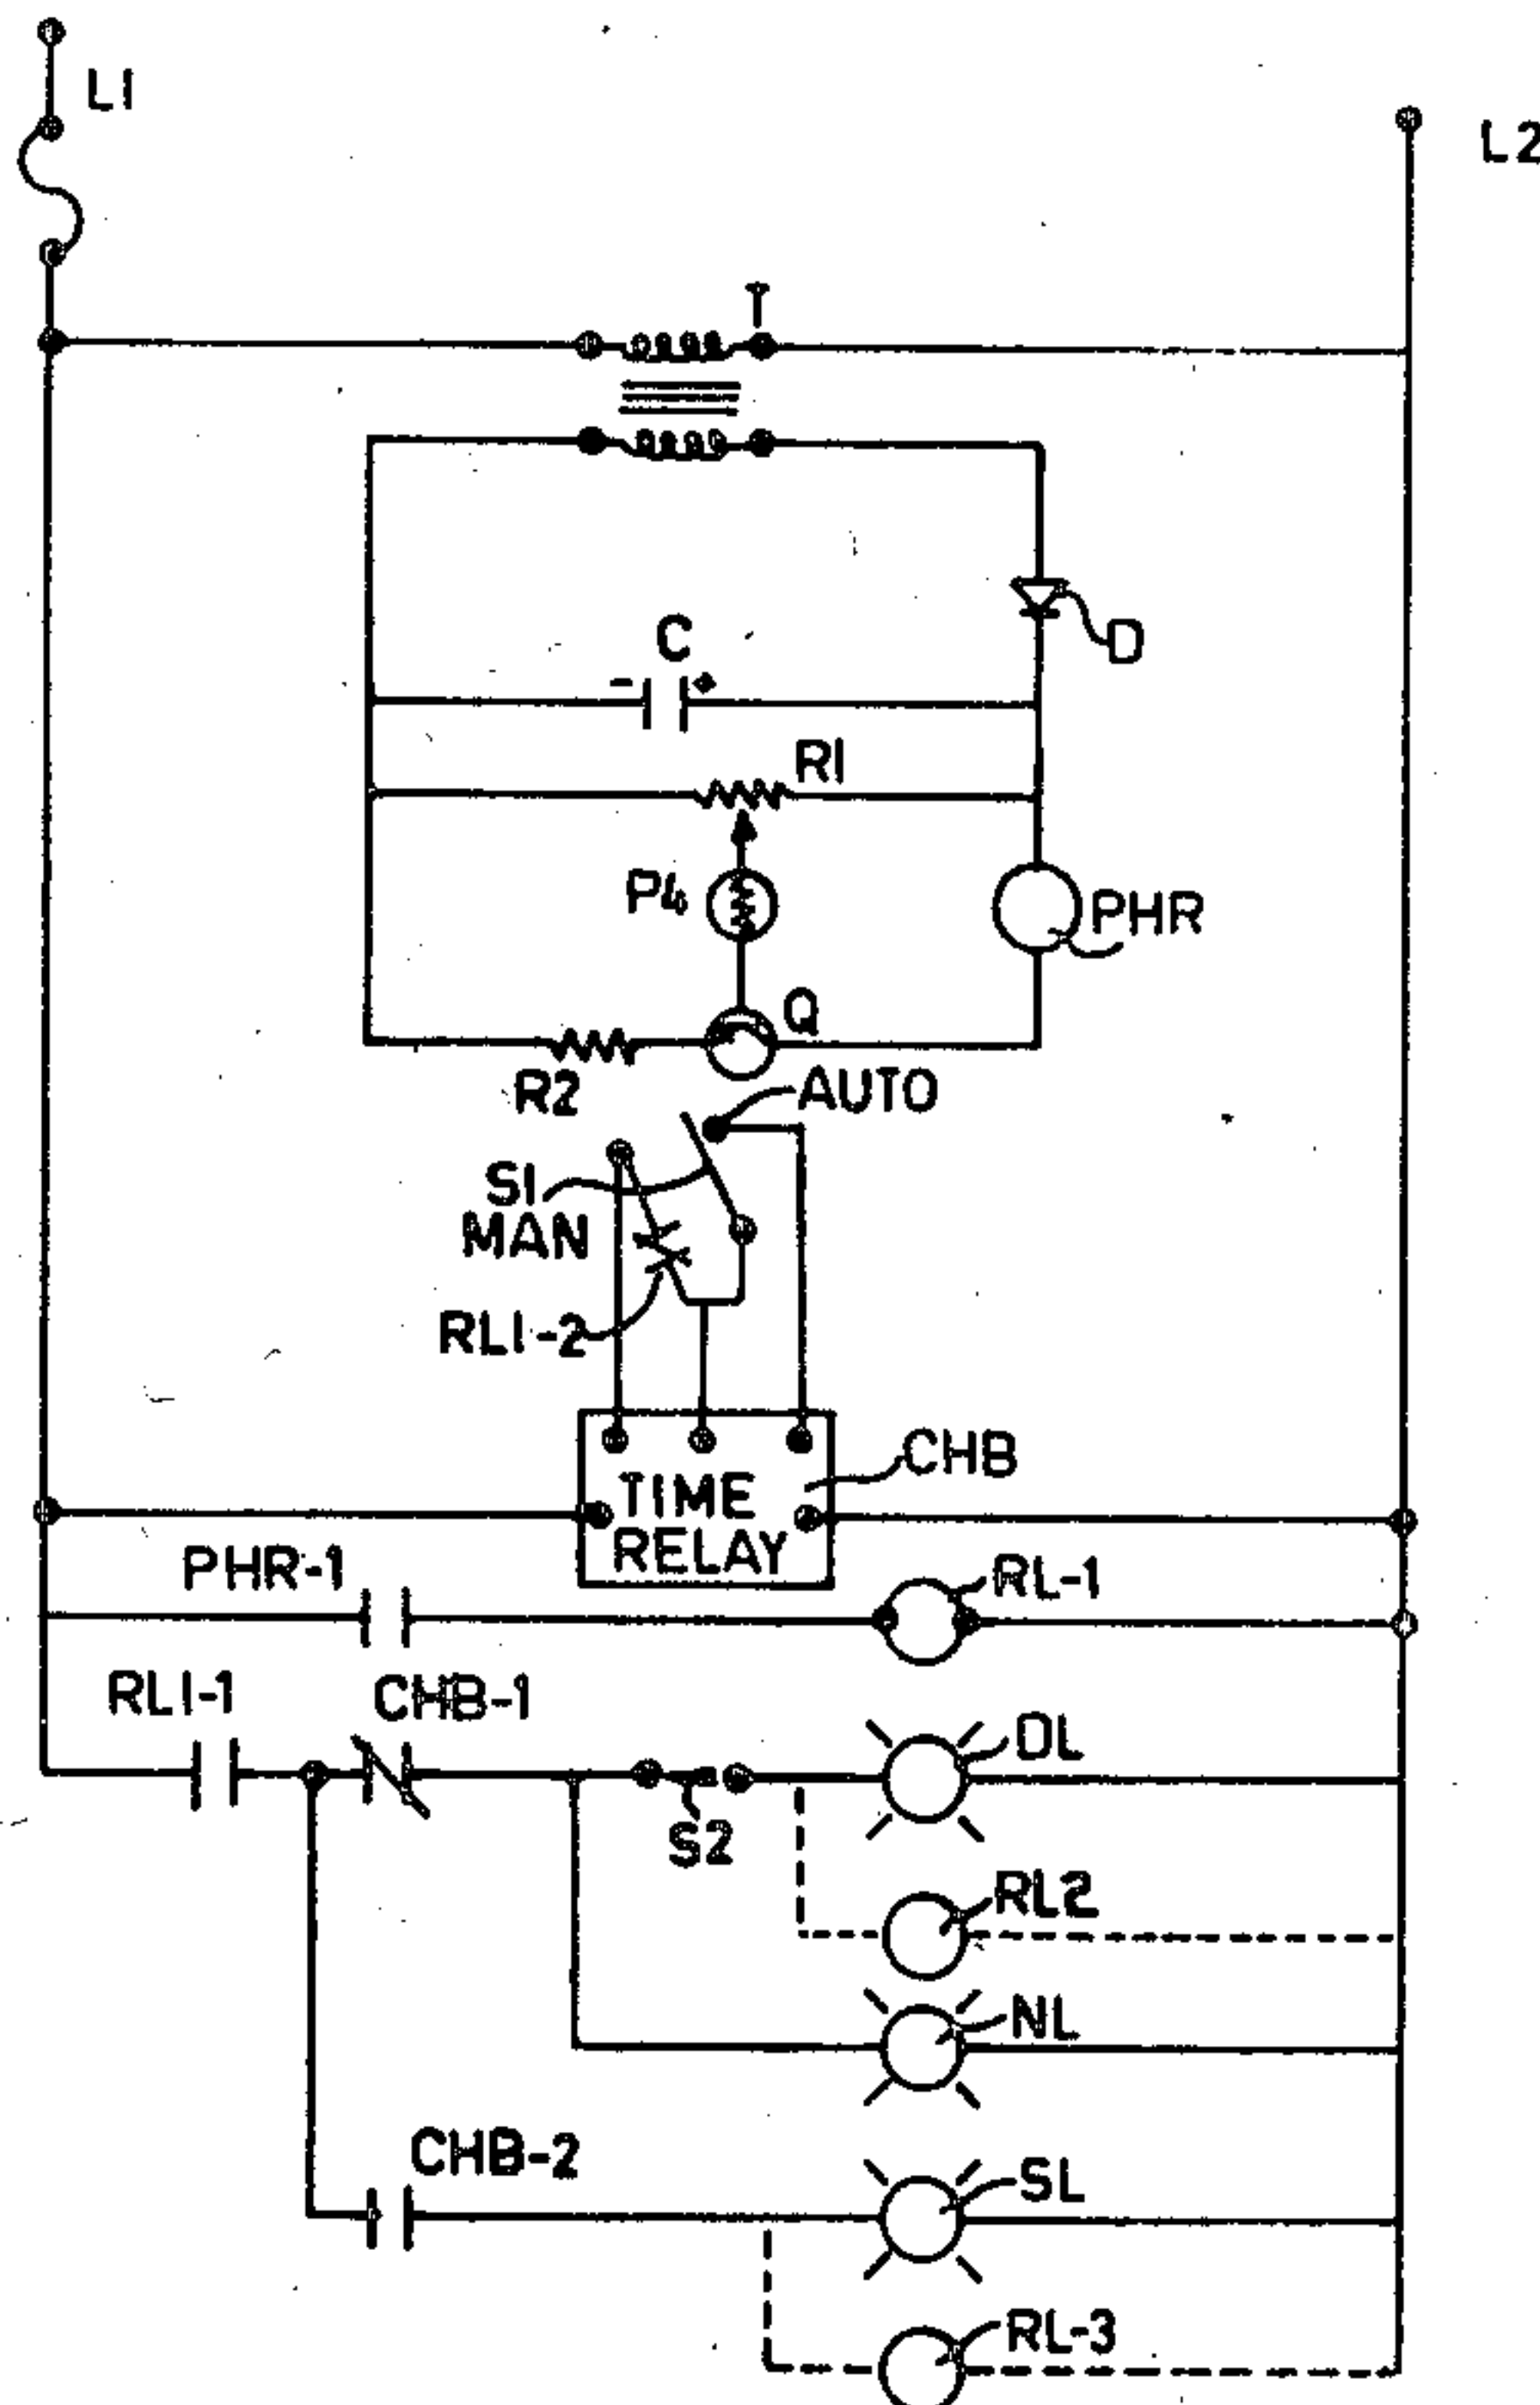 L1
L2
T
D
C
- +
R1
P4
PHR
Q
R2
AUTO
S1
MAN
RL1-2
CHB
TIME
RELAY
PHR-1
RL-1
RL1-1
CHB-1
OL
S2
RL2
NL
CHB-2
SL
RL-3